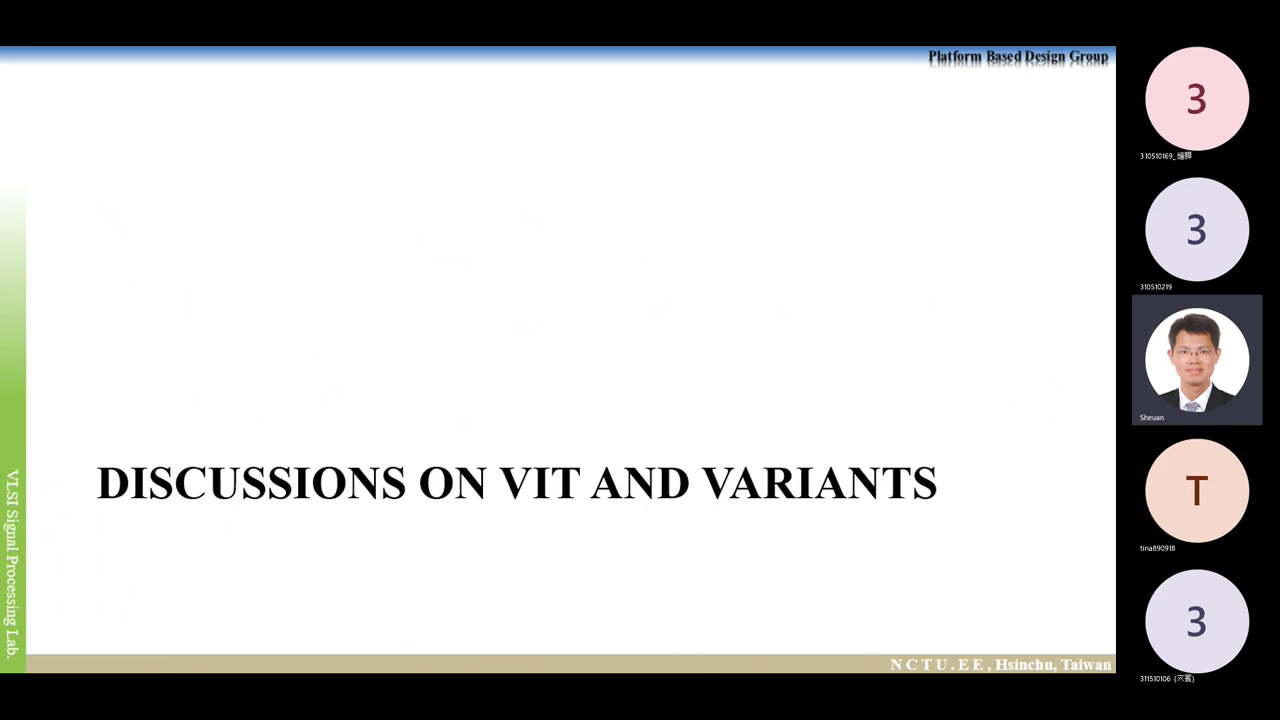 Platform Based Design Group
DISCUSSIONS ON VIT AND VARIANTS
VLSI Signal Processing Lab.
N C T U . E E , Hsinchu, Taiwan
3
310510169_
3
310510219
Sheuan
T
tina890918
3
311510106